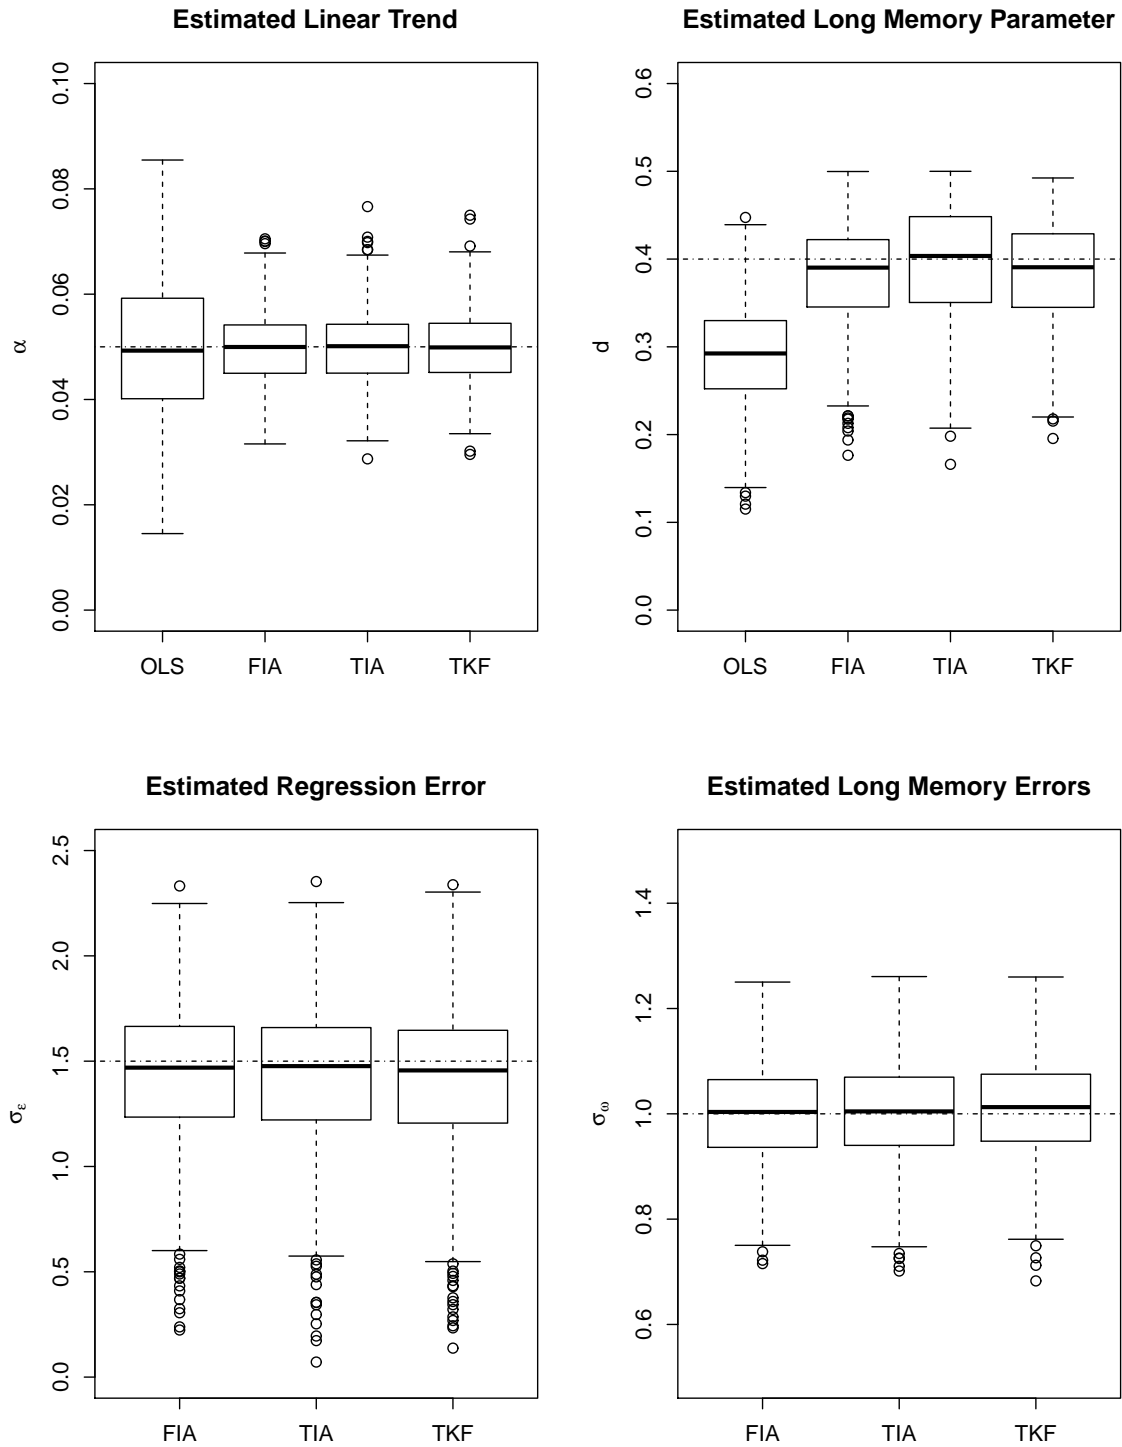 Estimated Linear Trend
0.10
0.08
0.06
0.04
0.02
0.00
α
OLS FIA TIA TKF
Estimated Long Memory Parameter
0.6
0.5
0.4
0.3
0.2
0.1
0.0
d
OLS FIA TIA TKF
Estimated Regression Error
2.5
2.0
1.5
1.0
0.5
0.0
σε
FIA TIA TKF
Estimated Long Memory Errors
1.4
1.2
1.0
0.8
0.6
σω
FIA TIA TKF